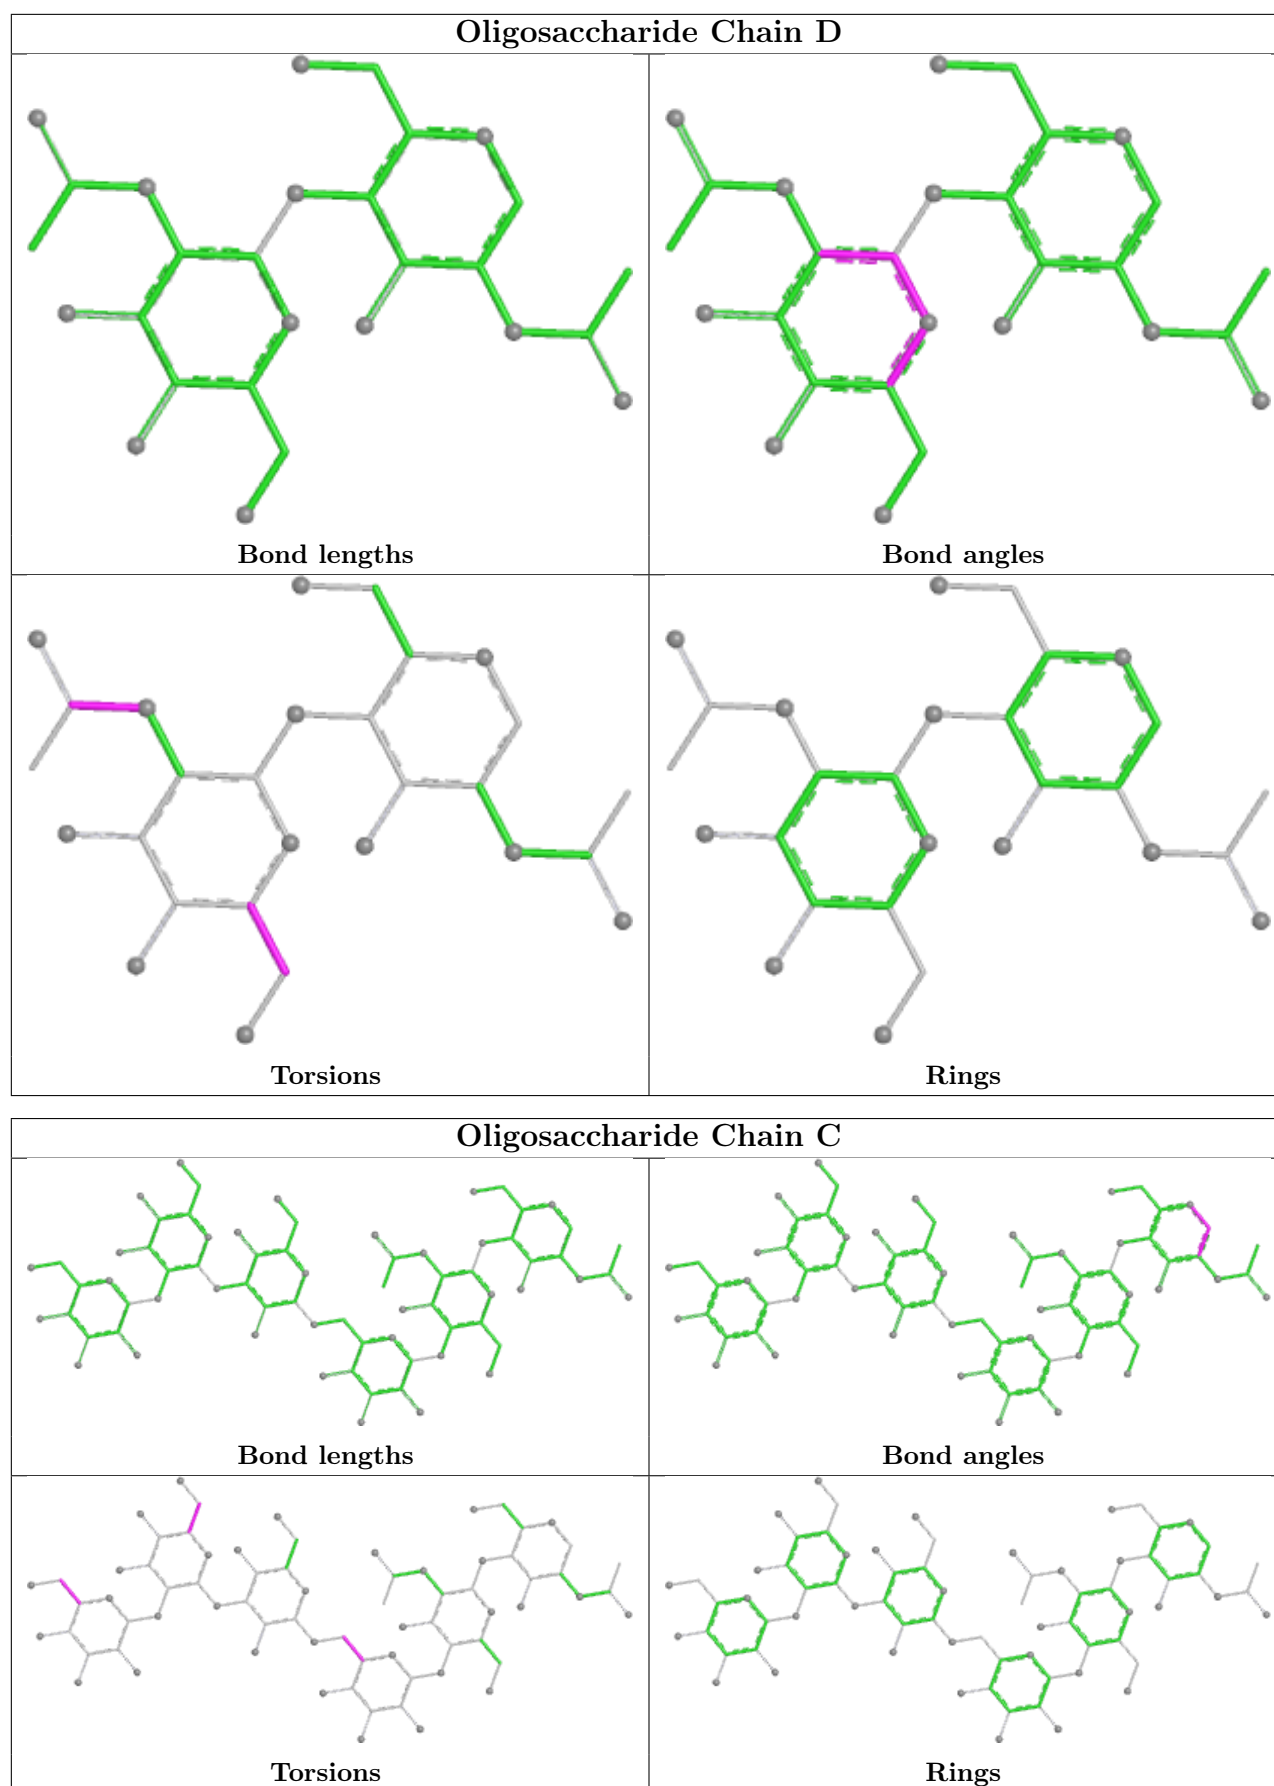 Oligosaccharide Chain D
Bond lengths
Bond angles
Torsions
Rings
Oligosaccharide Chain C
Bond lengths
Bond angles
Torsions
Rings